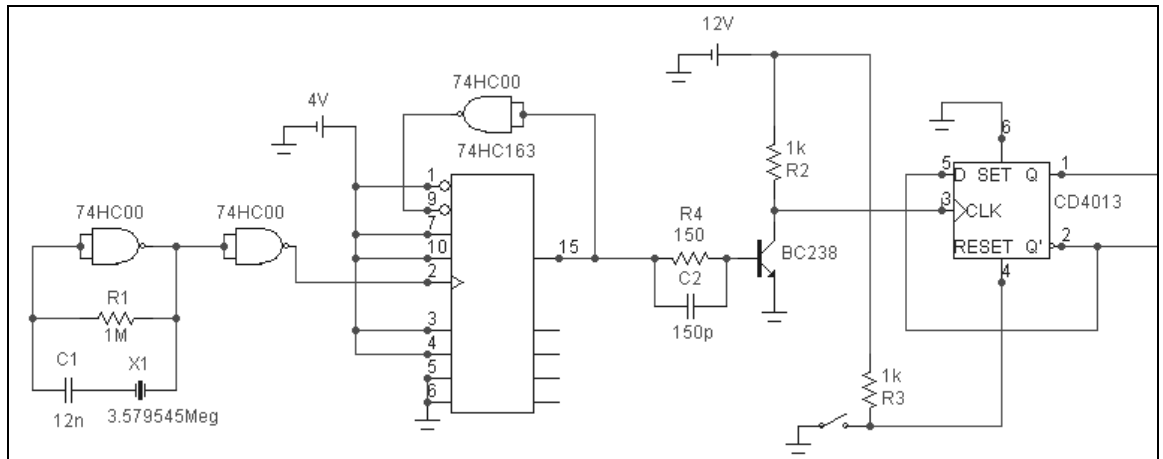 12V
74HC00
4V
74HC163
1
9
7
10
2
3
4
5
6
15
74HC00
74HC00
R1
1M
C1
X1
12n
3.579545Meg
R4
150
C2
150p
1k
R2
BC238
6
5
D SET Q
1
3
CLK
CD4013
RESET Q'
2
4
1k
R3